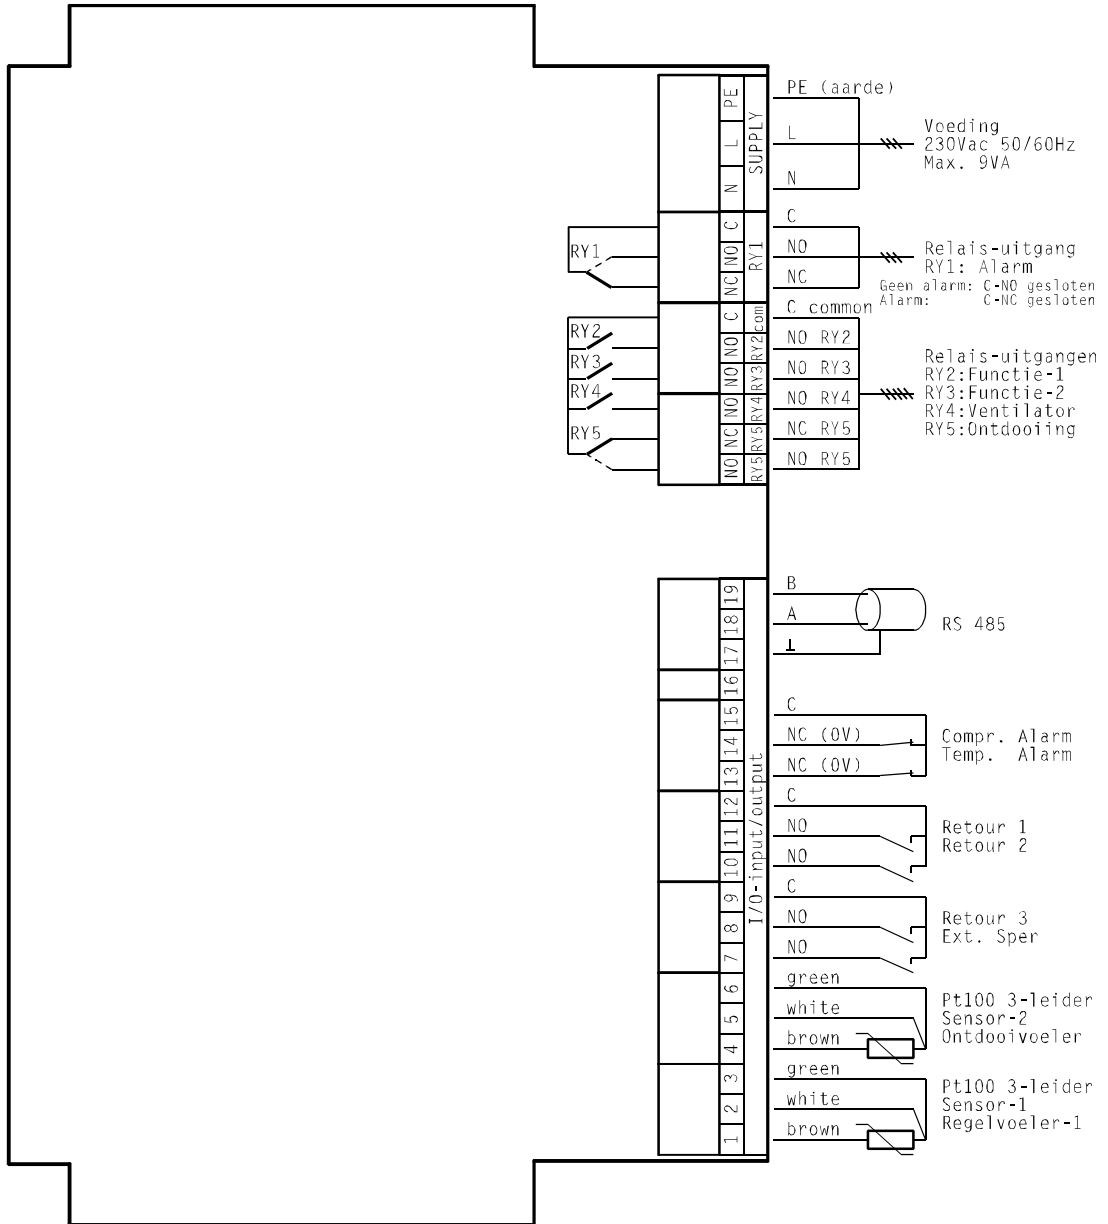 PE
L
N
SUPPLY
PE (aarde)
L
N
Voeding
230Vac 50/60Hz
Max. 9VA
RY1
C
NO
NC
RY1
C
NO
NC
Relais-uitgang
RY1: Alarm
Geen alarm: C-NO gesloten
Alarm: C-NC gesloten
RY2
RY3
RY4
RY5
C
NO
NO
NO
NC
NO
com
RY2
RY3
RY4
RY5
RY5
C common
NO RY2
NO RY3
NO RY4
NC RY5
NO RY5
Relais-uitgangen
RY2:Functie-1
RY3:Functie-2
RY4:Ventilator
RY5:Ontdooiing
19
18
17
16
15
14
13
12
11
10
9
8
7
6
5
4
3
2
1
I/O-input/output
B
A
⊥
RS 485
C
NC (0V)
NC (0V)
Compr. Alarm
Temp. Alarm
C
NO
NO
Retour 1
Retour 2
C
NO
NO
Retour 3
Ext. Sper
green
white
brown
Pt100 3-leider
Sensor-2
Ontdooivoeler
green
white
brown
Pt100 3-leider
Sensor-1
Regelvoeler-1